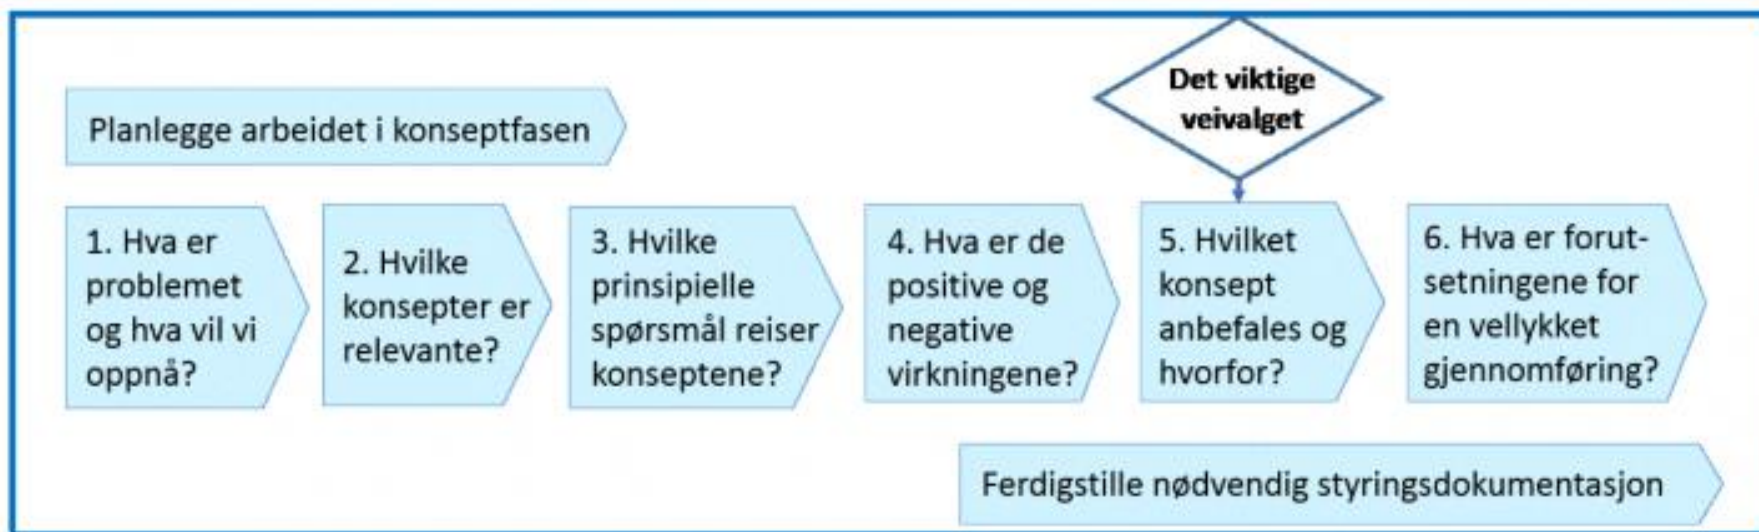 Det viktige
veivalget
Planlegge arbeidet i konseptfasen
1. Hva er
problemet
og hva vil vi
oppnå?
2. Hvilke
konsepter er
relevante?
3. Hvilke
prinsipielle
spørsmål reiser
konseptene?
4. Hva er de
positive og
negative
virkningene?
5. Hvilket
konsept
anbefales og
hvorfor?
6. Hva er forut-
setningene for
en vellykket
gjennomføring?
Ferdigstille nødvendig styringsdokumentasjon